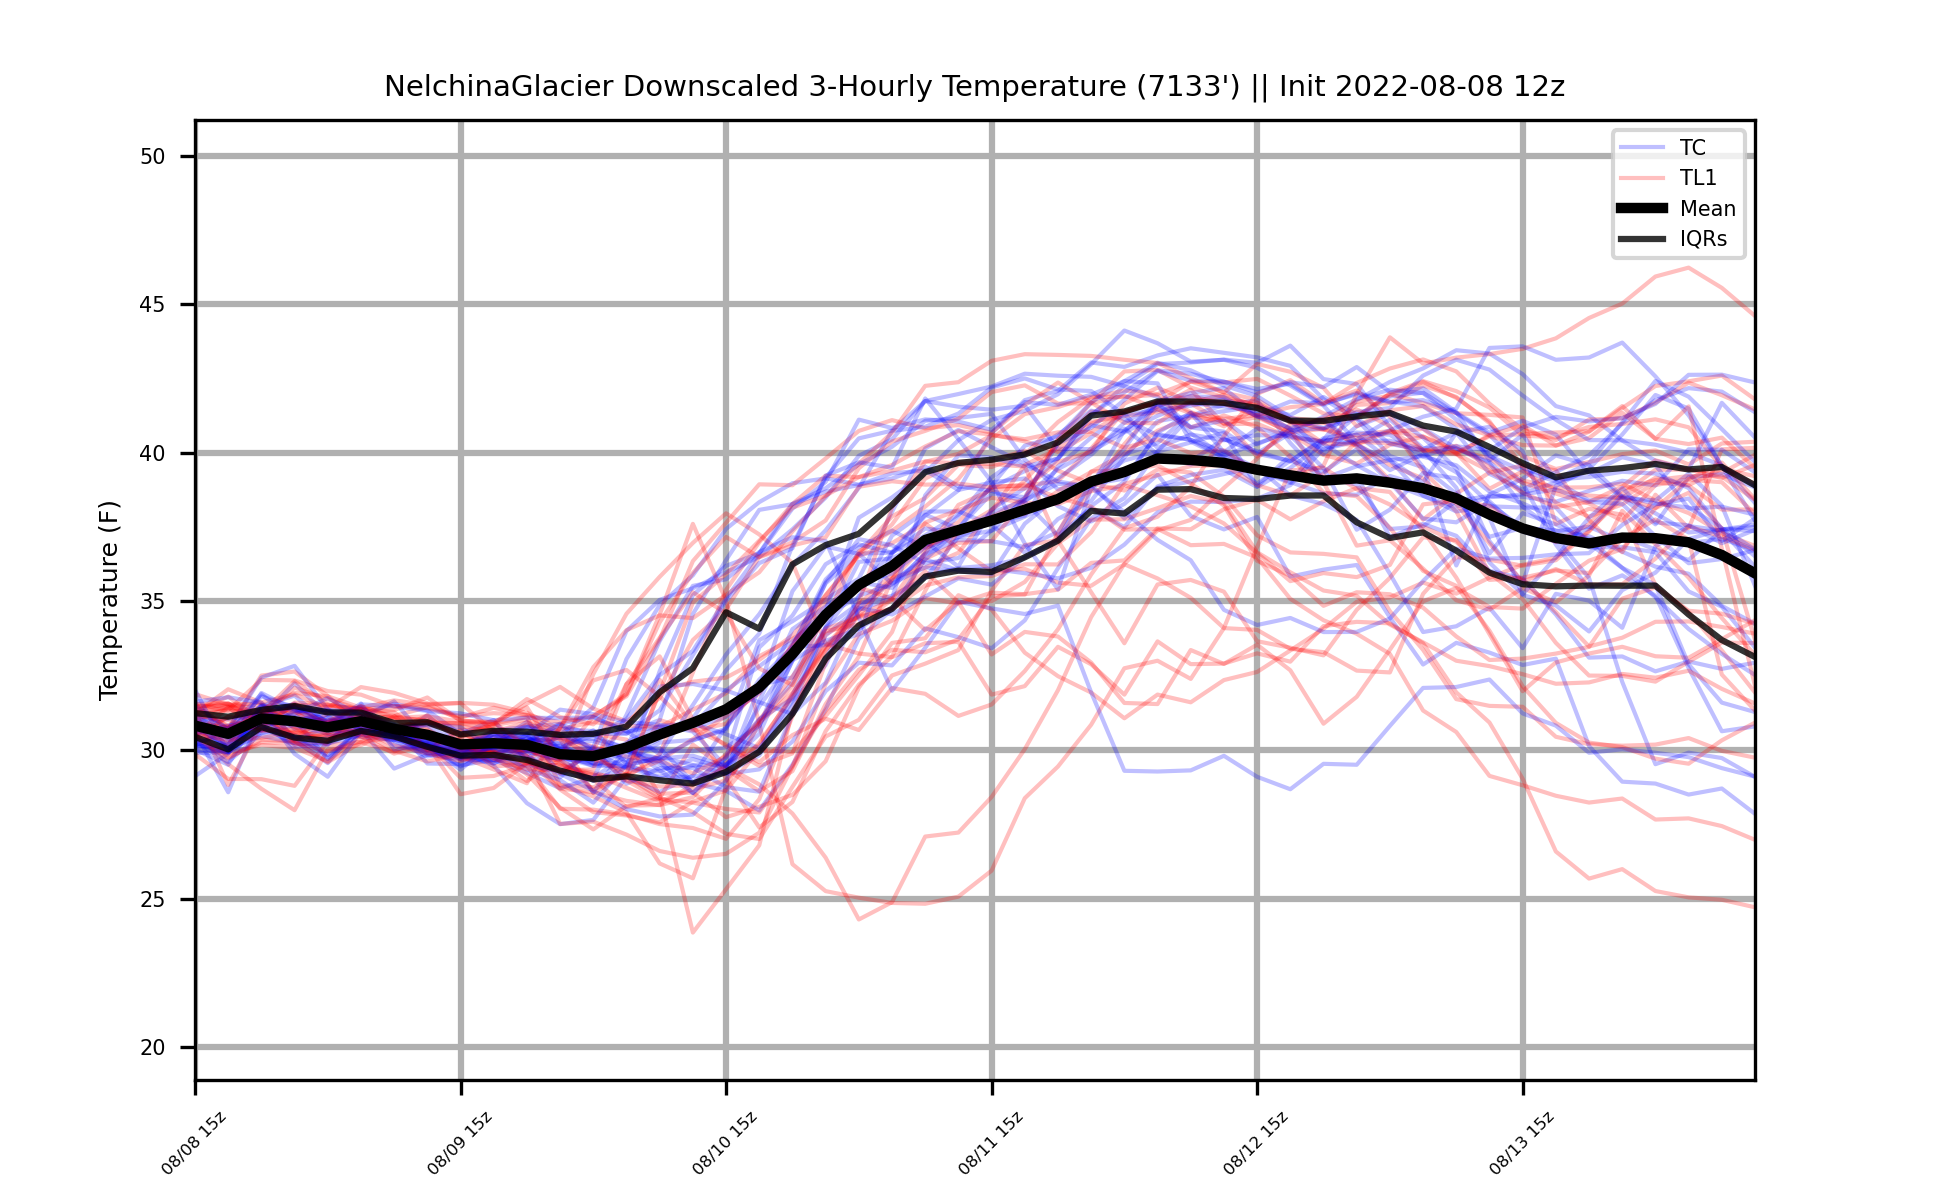 NelchinaGlacier Downscaled 3-Hourly Temperature (7133') || Init 2022-08-08 12z
TC
TL1
Mean
IQRs
Temperature (F)
50
45
40
35
30
25
20
08/08 15z
08/09 15z
08/10 15z
08/11 15z
08/12 15z
08/13 15z